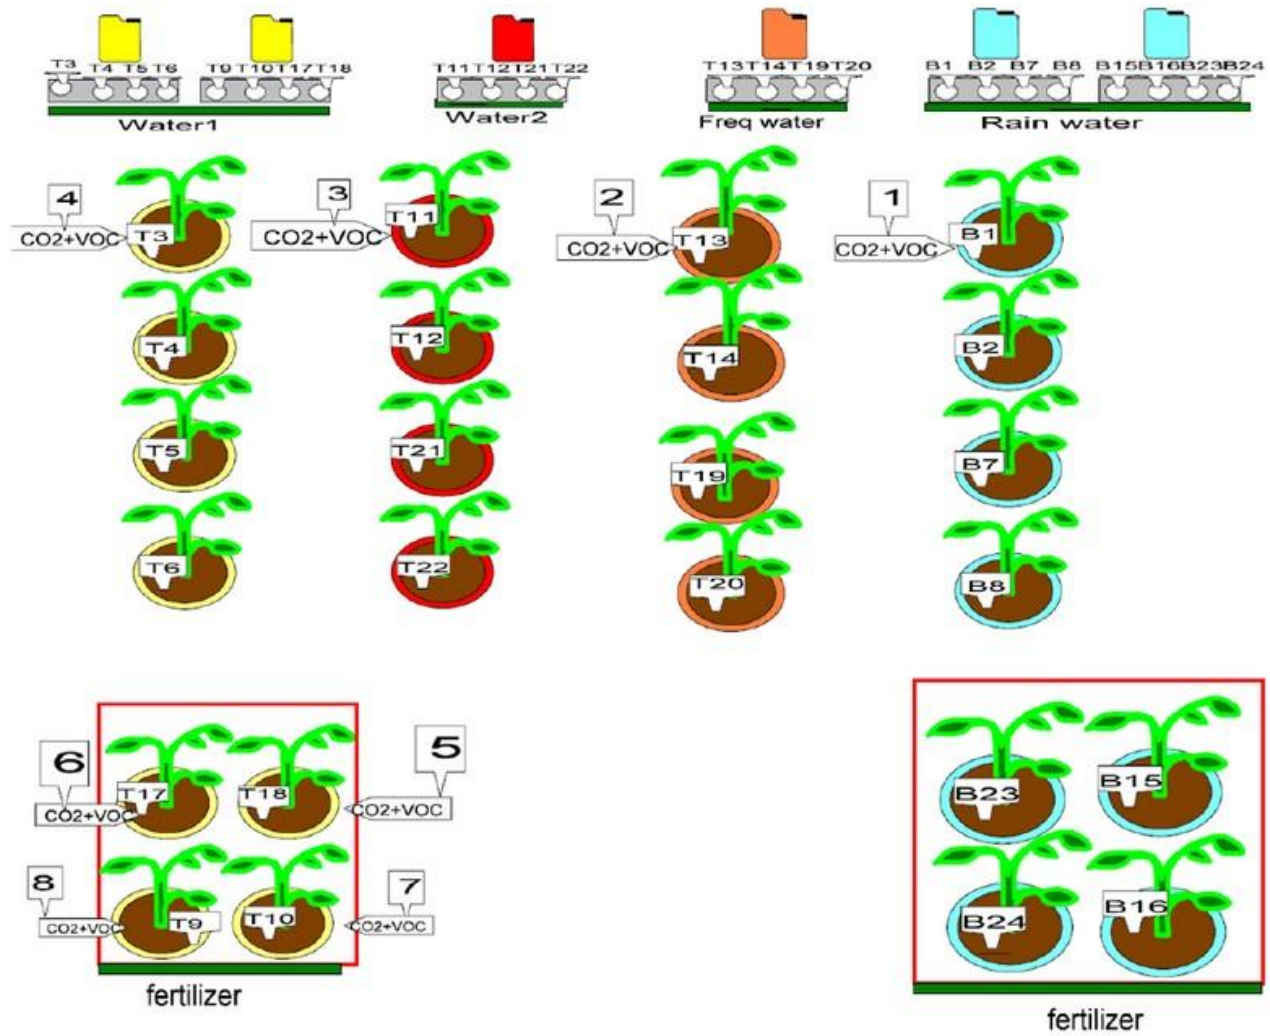 T3 T4 T5 T6 T9 T10 T17 T18 T11 T12 T21 T22 T13 T14 T19 T20 B1 B2 B7 B8 B15 B16 B23 B24
Water1 Water2 Freq water Rain water
4 3 2 1
CO2+VOC T3 CO2+VOC T11 CO2+VOC T13 CO2+VOC B1
T4 T12 T14 B2
T5 T21 T19 B7
T6 T22 T20 B8
6 5
CO2+VOC T17 T18 CO2+VOC
8 7
CO2+VOC T9 T10 CO2+VOC
fertilizer
B23 B15
B24 B16
fertilizer